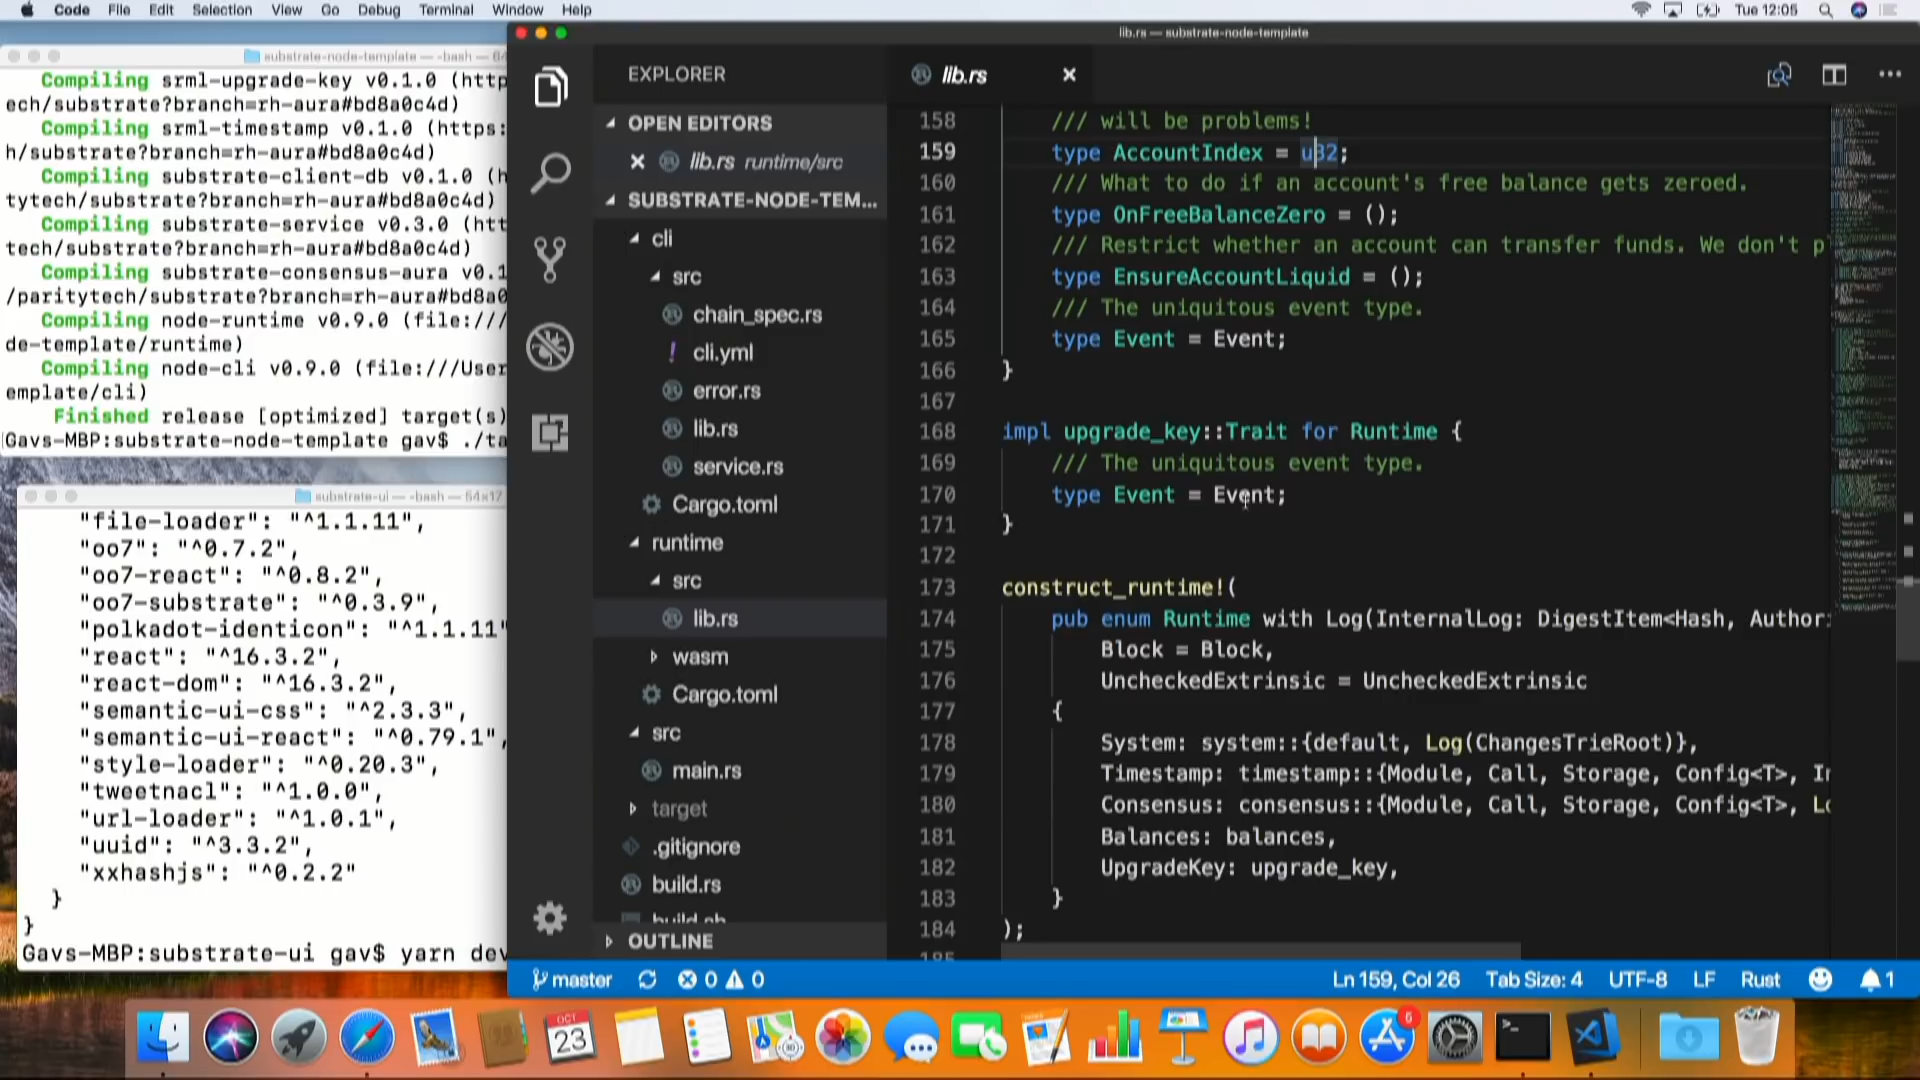 Code File Edit Selection View Go Debug Terminal Window Help
Tue 12:05
substrate-node-template — -bash — 64
Compiling srml-upgrade-key v0.1.0 (http
ech/substrate?branch=rh-aura#bd8a0c4d)
Compiling srml-timestamp v0.1.0 (https:
h/substrate?branch=rh-aura#bd8a0c4d)
Compiling substrate-client-db v0.1.0 (h
tytech/substrate?branch=rh-aura#bd8a0c4d)
Compiling substrate-service v0.3.0 (htt
tech/substrate?branch=rh-aura#bd8a0c4d)
Compiling substrate-consensus-aura v0.1
/paritytech/substrate?branch=rh-aura#bd8a0
Compiling node-runtime v0.9.0 (file:///
de-template/runtime)
Compiling node-cli v0.9.0 (file:///User
emplate/cli)
Finished release [optimized] target(s)
Gavs-MBP:substrate-node-template gav$ ./ta
substrate-ui — -bash — 54x17
"file-loader": "^1.1.11",
"oo7": "^0.7.2",
"oo7-react": "^0.8.2",
"oo7-substrate": "^0.3.9",
"polkadot-identicon": "^1.1.11"
"react": "^16.3.2",
"react-dom": "^16.3.2",
"semantic-ui-css": "^2.3.3",
"semantic-ui-react": "^0.79.1",
"style-loader": "^0.20.3",
"tweetnacl": "^1.0.0",
"url-loader": "^1.0.1",
"uuid": "^3.3.2",
"xxhashjs": "^0.2.2"
}
}
Gavs-MBP:substrate-ui gav$ yarn dev
lib.rs — substrate-node-template
EXPLORER
OPEN EDITORS
lib.rs runtime/src
SUBSTRATE-NODE-TEM...
cli
src
chain_spec.rs
! cli.yml
error.rs
lib.rs
service.rs
Cargo.toml
runtime
src
lib.rs
wasm
Cargo.toml
src
main.rs
target
.gitignore
build.rs
build.sh
OUTLINE
lib.rs
158 /// will be problems!
159 type AccountIndex = u32;
160 /// What to do if an account's free balance gets zeroed.
161 type OnFreeBalanceZero = ();
162 /// Restrict whether an account can transfer funds. We don't p
163 type EnsureAccountLiquid = ();
164 /// The uniquitous event type.
165 type Event = Event;
166 }
167
168 impl upgrade_key::Trait for Runtime {
169 /// The uniquitous event type.
170 type Event = Event;
171 }
172
173 construct_runtime!(
174 pub enum Runtime with Log(InternalLog: DigestItem<Hash, Author
175 Block = Block,
176 UncheckedExtrinsic = UncheckedExtrinsic
177 {
178 System: system::{default, Log(ChangesTrieRoot)},
179 Timestamp: timestamp::{Module, Call, Storage, Config<T>, I
180 Consensus: consensus::{Module, Call, Storage, Config<T>, Lo
181 Balances: balances,
182 UpgradeKey: upgrade_key,
183 }
184 );
185
master 0 0
Ln 159, Col 26 Tab Size: 4 UTF-8 LF Rust 1
OCT
23
6